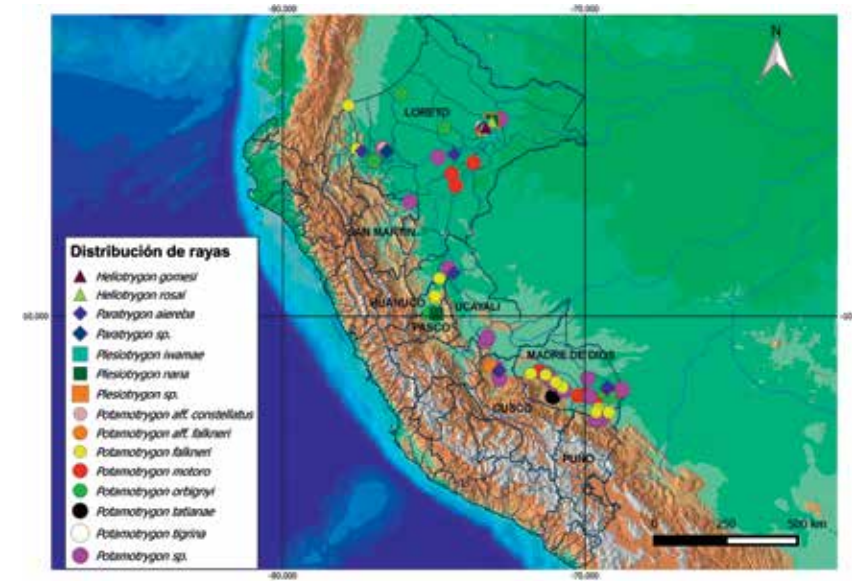 -80.000
-70.000
N
LORETO
SAN MARTIN
HUANUCO
UCAYALI
PASCO
MADRE DE DIOS
CUSCO
PUNO
Distribución de rayas
Heliotrygon gomesi
Heliotrygon rosai
Paratrygon aiereba
Paratrygon sp.
Plesiotrygon iwamae
Plesiotrygon nana
Plesiotrygon sp.
Potamotrygon aff. constellatus
Potamotrygon aff. falkneri
Potamotrygon falkneri
Potamotrygon motoro
Potamotrygon orbignyi
Potamotrygon tatianae
Potamotrygon tigrina
Potamotrygon sp.
0 250 500 km
-80.000
-70.000